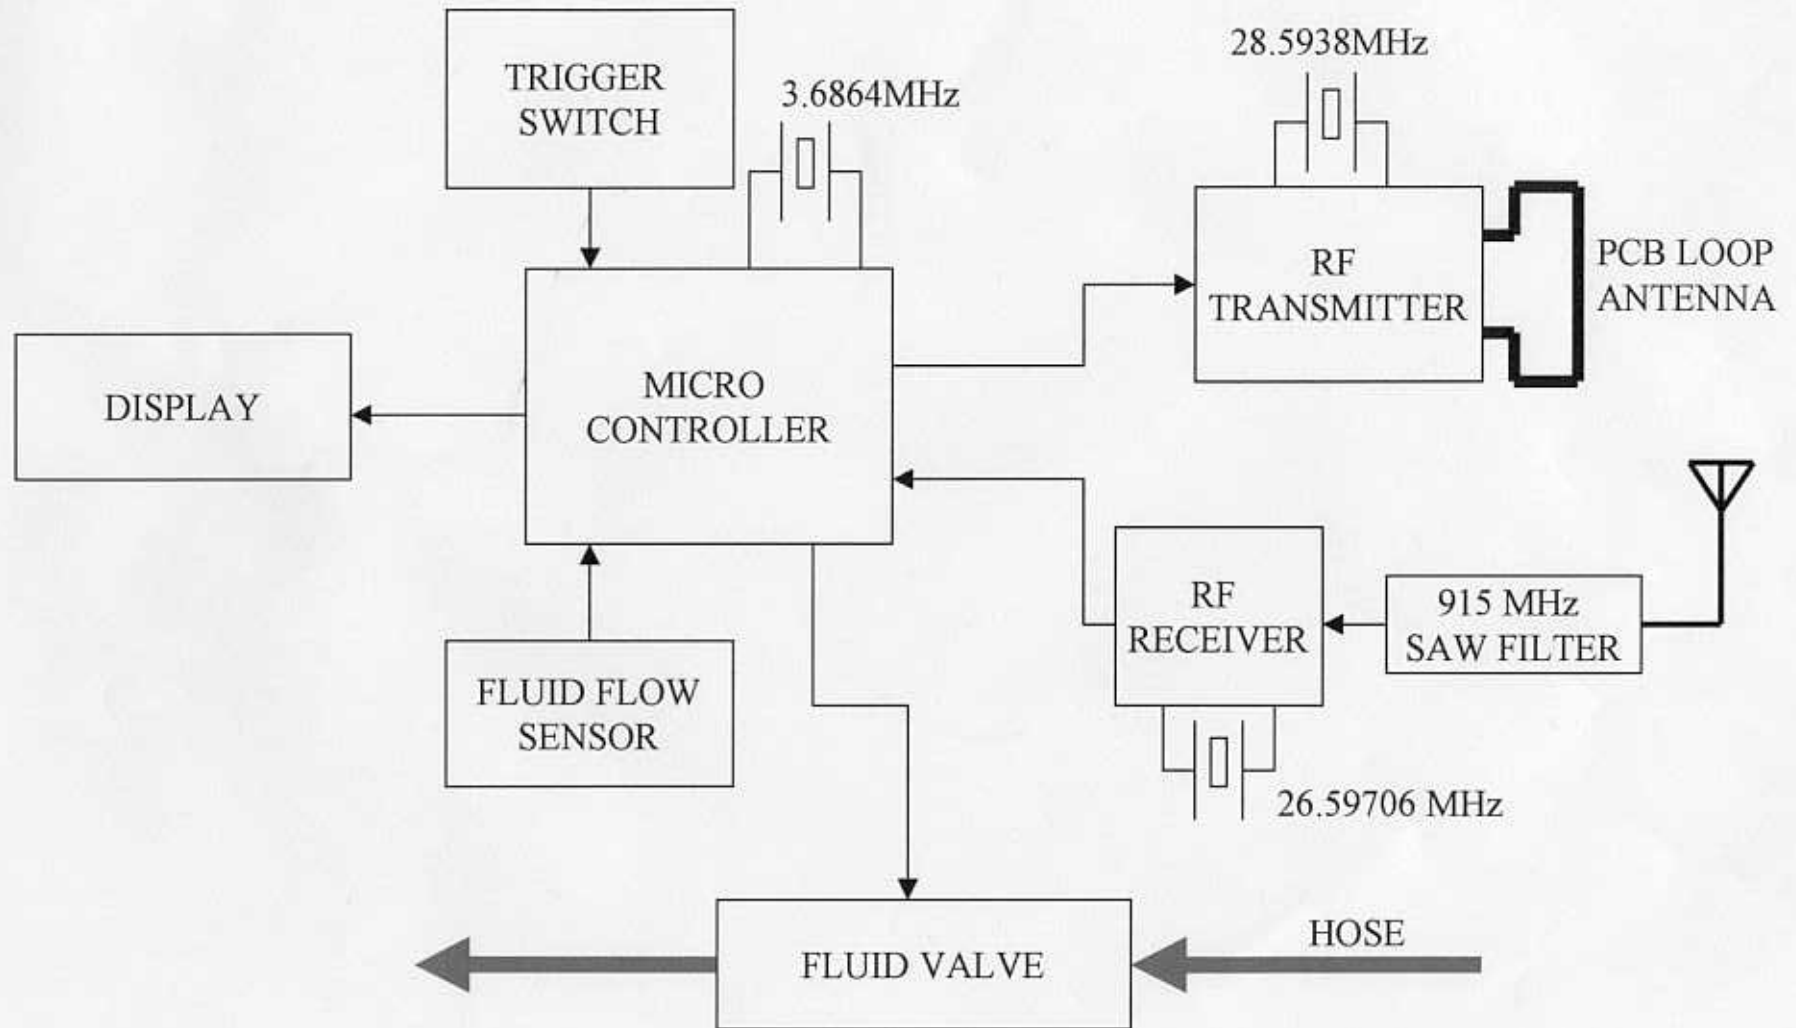 TRIGGER
SWITCH
3.6864MHz
28.5938MHz
RF
TRANSMITTER
PCB LOOP
ANTENNA
DISPLAY
MICRO
CONTROLLER
RF
RECEIVER
915 MHz
SAW FILTER
FLUID FLOW
SENSOR
26.59706 MHz
HOSE
FLUID VALVE